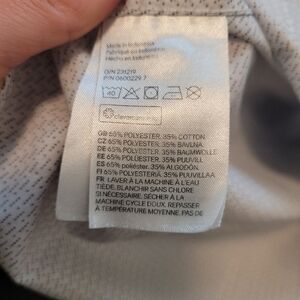 Made in Indonesia
Fabriqué en Indonésie
Hecho en Indonesia
O/N 231219
P/N 0600229.7
40
clevercare.info
GB 65% POLYESTER, 35% COTTON
CZ 65% POLYESTER, 35% BAVLNA
DE 65% POLYESTER, 35% BAUMWOLLE
EE 65% POLÜESTER, 35% PUUVILL
ES 65% poliéster, 35% ALGODÓN
FI 65% POLYESTERIÄ, 35% PUUVILLAA
FR -LAVER À LA MACHINE À L'EAU
TIÈDE. BLANCHIR SANS CHLORE
SI NÉCESSAIRE. SÉCHER À LA
MACHINE CYCLE DOUX. REPASSER
À TEMPÉRATURE MOYENNE. PAS DE